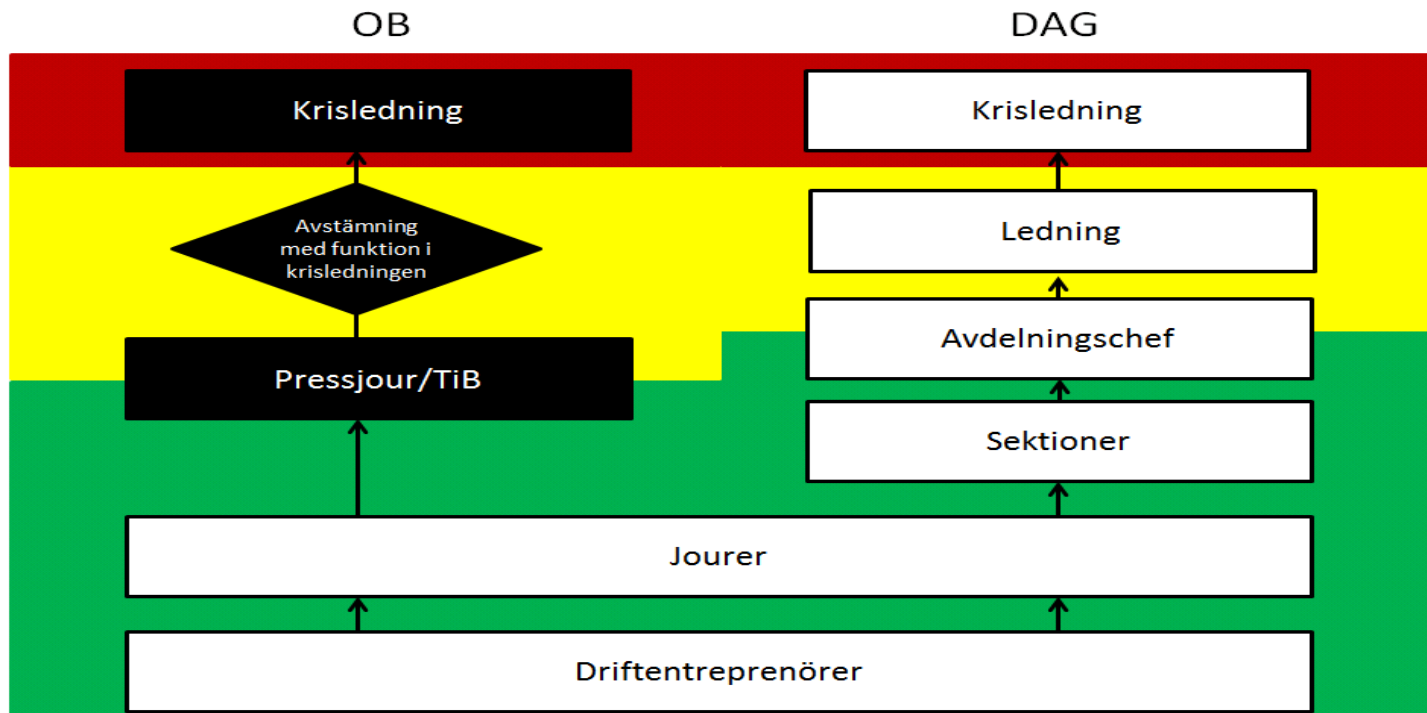 OB
DAG
Krisledning
Krisledning
Avstämning
med funktion i
krisledningen
Ledning
Pressjour/TiB
Avdelningschef
Sektioner
Jourer
Driftentreprenörer